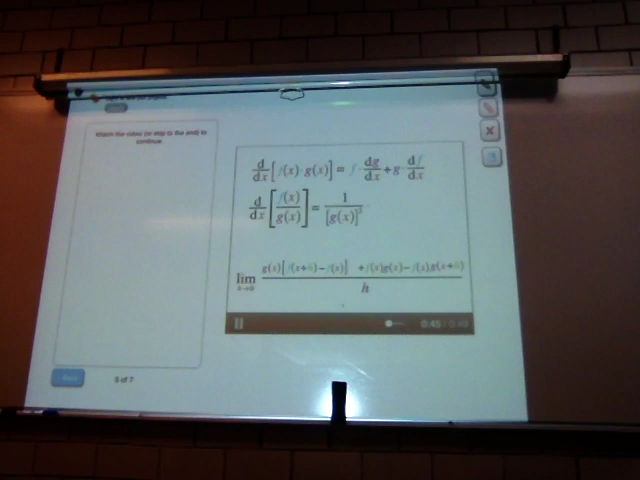 Watch the video (or skip to the end) to
continue.
d/dx [f(x)·g(x)] = f · dg/dx + g · df/dx
d/dx [f(x)/g(x)] = 1/[g(x)]²
lim h→0 g(x)[f(x+h)−f(x)] +f(x)g(x)−f(x)g(x+h) / h
0:45 / 0:48
5 of 7